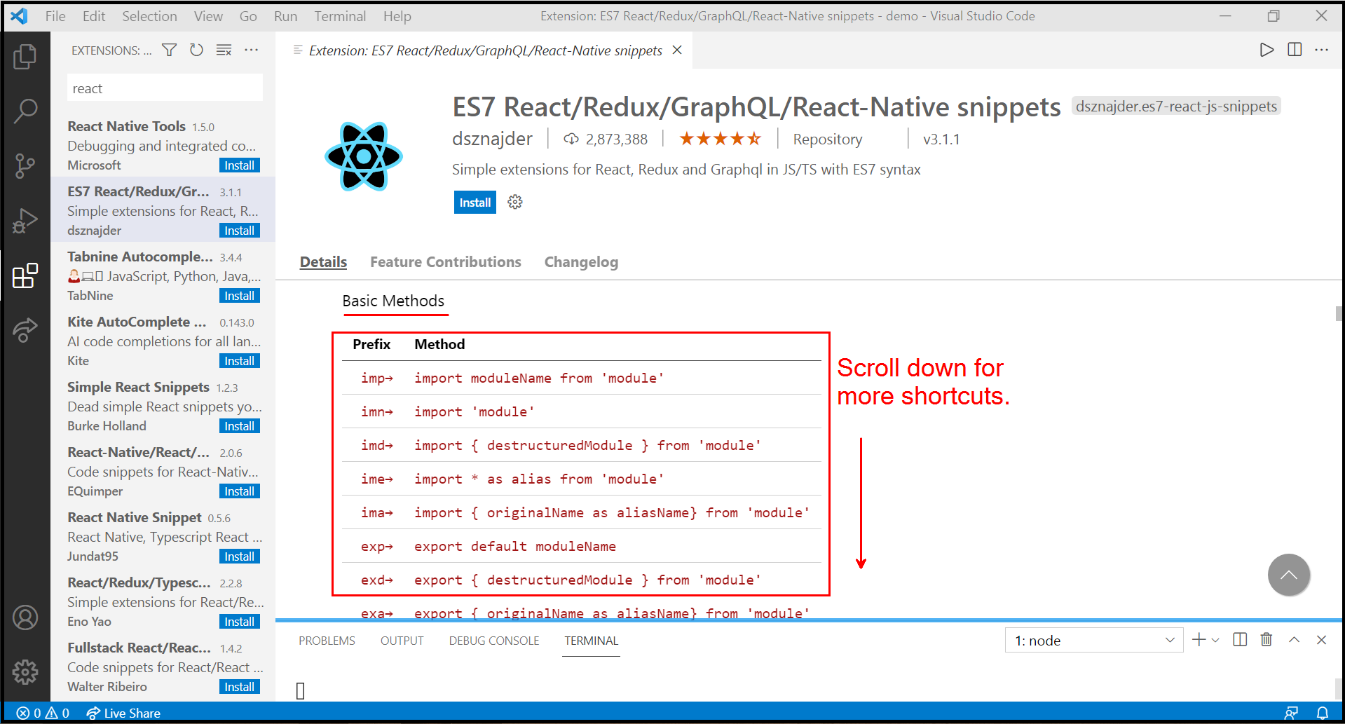 File Edit Selection View Go Run Terminal Help Extension: ES7 React/Redux/GraphQL/React-Native snippets - demo - Visual Studio Code
EXTENSIONS: ...
react
React Native Tools 1.5.0
Debugging and integrated co...
Microsoft Install
ES7 React/Redux/Gr... 3.1.1
Simple extensions for React, R...
dsznajder Install
Tabnine Autocomple... 3.4.4
JavaScript, Python, Java,...
TabNine Install
Kite AutoComplete ... 0.143.0
AI code completions for all lan...
Kite Install
Simple React Snippets 1.2.3
Dead simple React snippets yo...
Burke Holland Install
React-Native/React/... 2.0.6
Code snippets for React-Nativ...
EQuimper Install
React Native Snippet 0.5.6
React Native, Typescript React ...
Jundat95 Install
React/Redux/Typesc... 2.2.8
Simple extensions for React/Re...
Eno Yao Install
Fullstack React/Reac... 1.4.2
Code snippets for React/React ...
Walter Ribeiro Install
Extension: ES7 React/Redux/GraphQL/React-Native snippets
ES7 React/Redux/GraphQL/React-Native snippets dsznajder.es7-react-js-snippets
dsznajder 2,873,388 Repository v3.1.1
Simple extensions for React, Redux and Graphql in JS/TS with ES7 syntax
Install
Details Feature Contributions Changelog
Basic Methods
Prefix Method
imp→ import moduleName from 'module'
imn→ import 'module'
imd→ import { destructuredModule } from 'module'
ime→ import * as alias from 'module'
ima→ import { originalName as aliasName} from 'module'
exp→ export default moduleName
exd→ export { destructuredModule } from 'module'
exa→ export { originalName as aliasName} from 'module'
Scroll down for
more shortcuts.
PROBLEMS OUTPUT DEBUG CONSOLE TERMINAL 1: node
0 0 Live Share